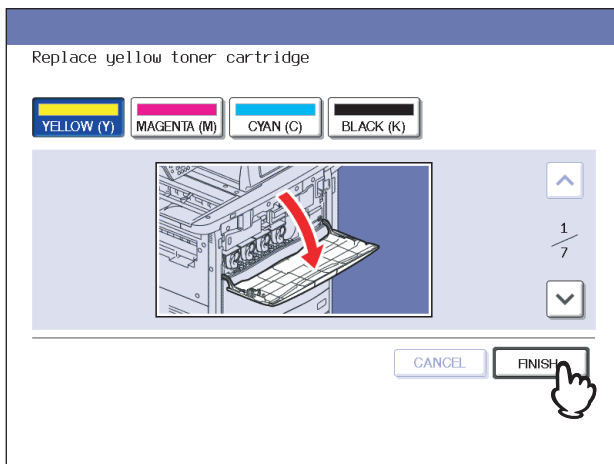 Replace yellow toner cartridge
YELLOW (Y) MAGENTA (M) CYAN (C) BLACK (K)
1
7
CANCEL FINISH